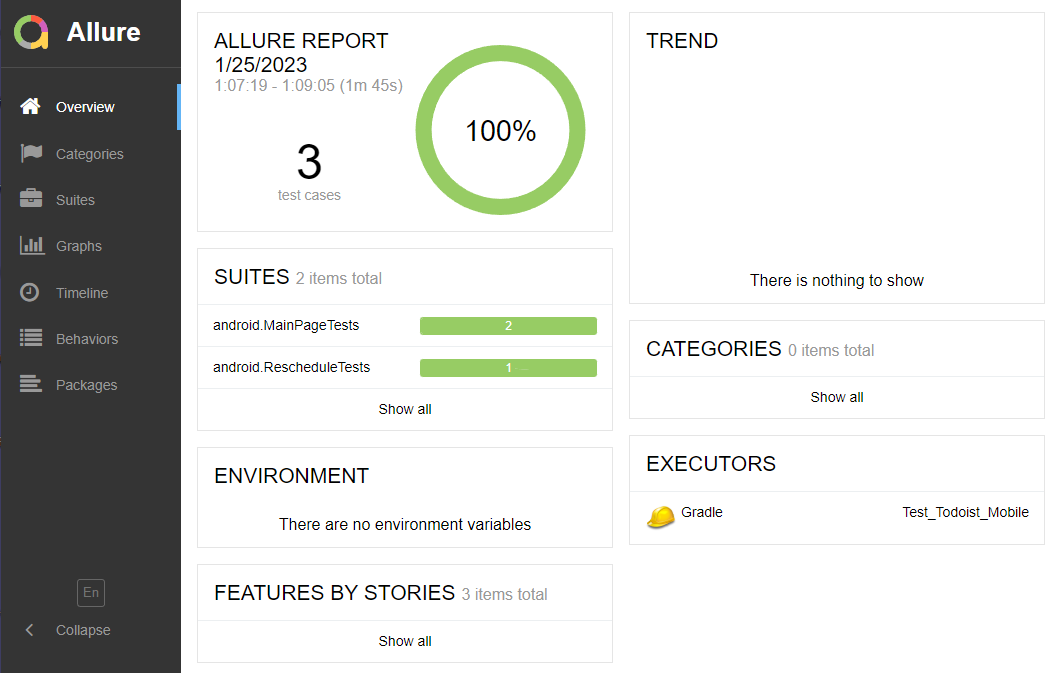 Allure
Overview
Categories
Suites
Graphs
Timeline
Behaviors
Packages
En
Collapse
ALLURE REPORT
1/25/2023
1:07:19 - 1:09:05 (1m 45s)
3
test cases
100%
SUITES 2 items total
android.MainPageTests 2
android.RescheduleTests 1
Show all
ENVIRONMENT
There are no environment variables
FEATURES BY STORIES 3 items total
Show all
TREND
There is nothing to show
CATEGORIES 0 items total
Show all
EXECUTORS
Gradle Test_Todoist_Mobile